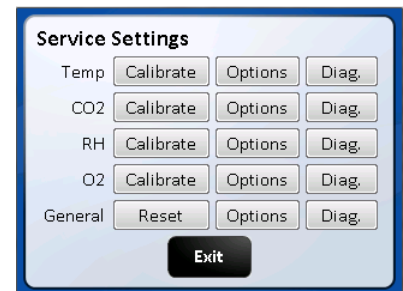 Service Settings
Temp Calibrate Options Diag.
CO2 Calibrate Options Diag.
RH Calibrate Options Diag.
O2 Calibrate Options Diag.
General Reset Options Diag.
Exit